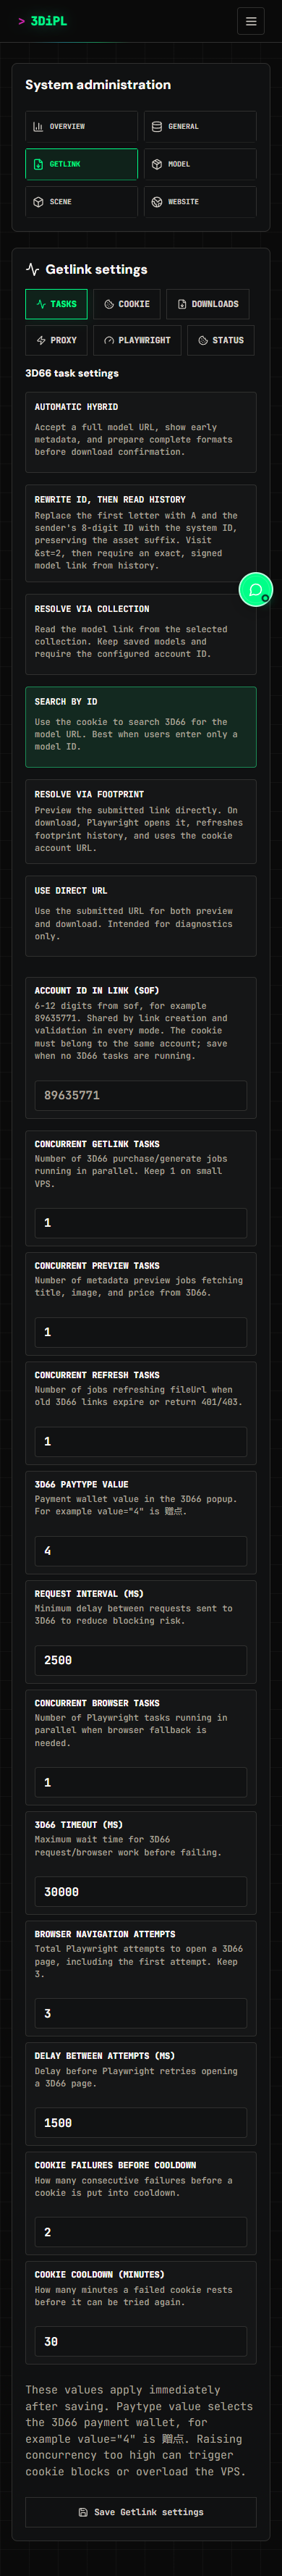 > 3DiPL
System administration
OVERVIEW
GENERAL
GETLINK
MODEL
SCENE
WEBSITE
Getlink settings
TASKS
COOKIE
DOWNLOADS
PROXY
PLAYWRIGHT
STATUS
3D66 task settings
AUTOMATIC HYBRID
Accept a full model URL, show early
metadata, and prepare complete formats
before download confirmation.
REWRITE ID, THEN READ HISTORY
Replace the first letter with A and the
sender's 8-digit ID with the system ID,
preserving the asset suffix. Visit
&st=2, then require an exact, signed
model link from history.
RESOLVE VIA COLLECTION
Read the model link from the selected
collection. Keep saved models and
require the configured account ID.
SEARCH BY ID
Use the cookie to search 3D66 for the
model URL. Best when users enter only a
model ID.
RESOLVE VIA FOOTPRINT
Preview the submitted link directly. On
download, Playwright opens it, refreshes
footprint history, and uses the cookie
account URL.
USE DIRECT URL
Use the submitted URL for both preview
and download. Intended for diagnostics
only.
ACCOUNT ID IN LINK (SOF)
6-12 digits from sof, for example
89635771. Shared by link creation and
validation in every mode. The cookie
must belong to the same account; save
when no 3D66 tasks are running.
89635771
CONCURRENT GETLINK TASKS
Number of 3D66 purchase/generate jobs
running in parallel. Keep 1 on small
VPS.
1
CONCURRENT PREVIEW TASKS
Number of metadata preview jobs fetching
title, image, and price from 3D66.
1
CONCURRENT REFRESH TASKS
Number of jobs refreshing fileUrl when
old 3D66 links expire or return 401/403.
1
3D66 PAYTYPE VALUE
Payment wallet value in the 3D66 popup.
For example value="4" is 赠点.
4
REQUEST INTERVAL (MS)
Minimum delay between requests sent to
3D66 to reduce blocking risk.
2500
CONCURRENT BROWSER TASKS
Number of Playwright tasks running in
parallel when browser fallback is
needed.
1
3D66 TIMEOUT (MS)
Maximum wait time for 3D66
request/browser work before failing.
30000
BROWSER NAVIGATION ATTEMPTS
Total Playwright attempts to open a 3D66
page, including the first attempt. Keep
3.
3
DELAY BETWEEN ATTEMPTS (MS)
Delay before Playwright retries opening
a 3D66 page.
1500
COOKIE FAILURES BEFORE COOLDOWN
How many consecutive failures before a
cookie is put into cooldown.
2
COOKIE COOLDOWN (MINUTES)
How many minutes a failed cookie rests
before it can be tried again.
30
These values apply immediately
after saving. Paytype value selects
the 3D66 payment wallet, for
example value="4" is 赠点. Raising
concurrency too high can trigger
cookie blocks or overload the VPS.
Save Getlink settings